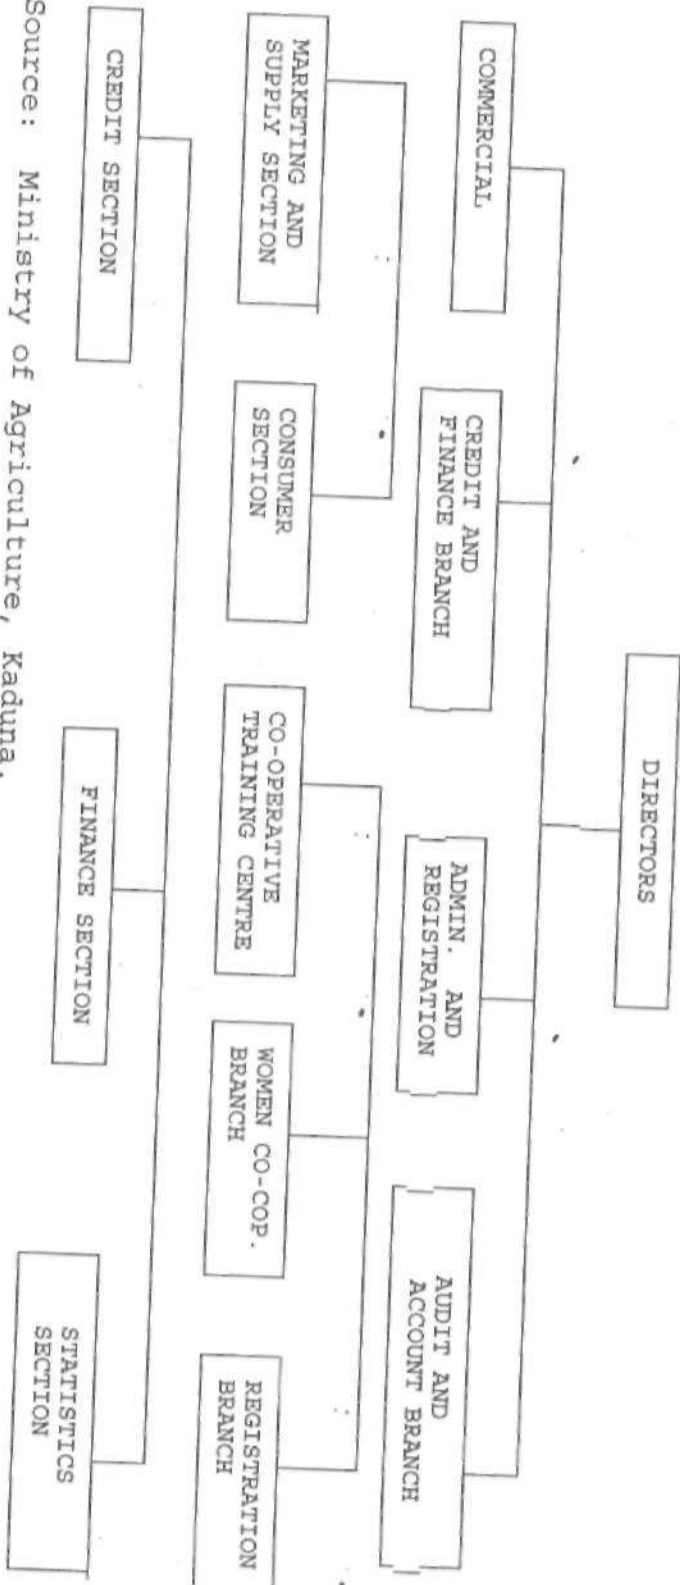 DIRECTORS
COMMERCIAL
CREDIT AND
FINANCE BRANCH
ADMIN. AND
REGISTRATION
AUDIT AND
ACCOUNT BRANCH
MARKETING AND
SUPPLY SECTION
CONSUMER
SECTION
CO-OPERATIVE
TRAINING CENTRE
WOMEN CO-COP.
BRANCH
REGISTRATION
BRANCH
CREDIT SECTION
FINANCE SECTION
STATISTICS
SECTION
Source: Ministry of Agriculture, Kaduna.